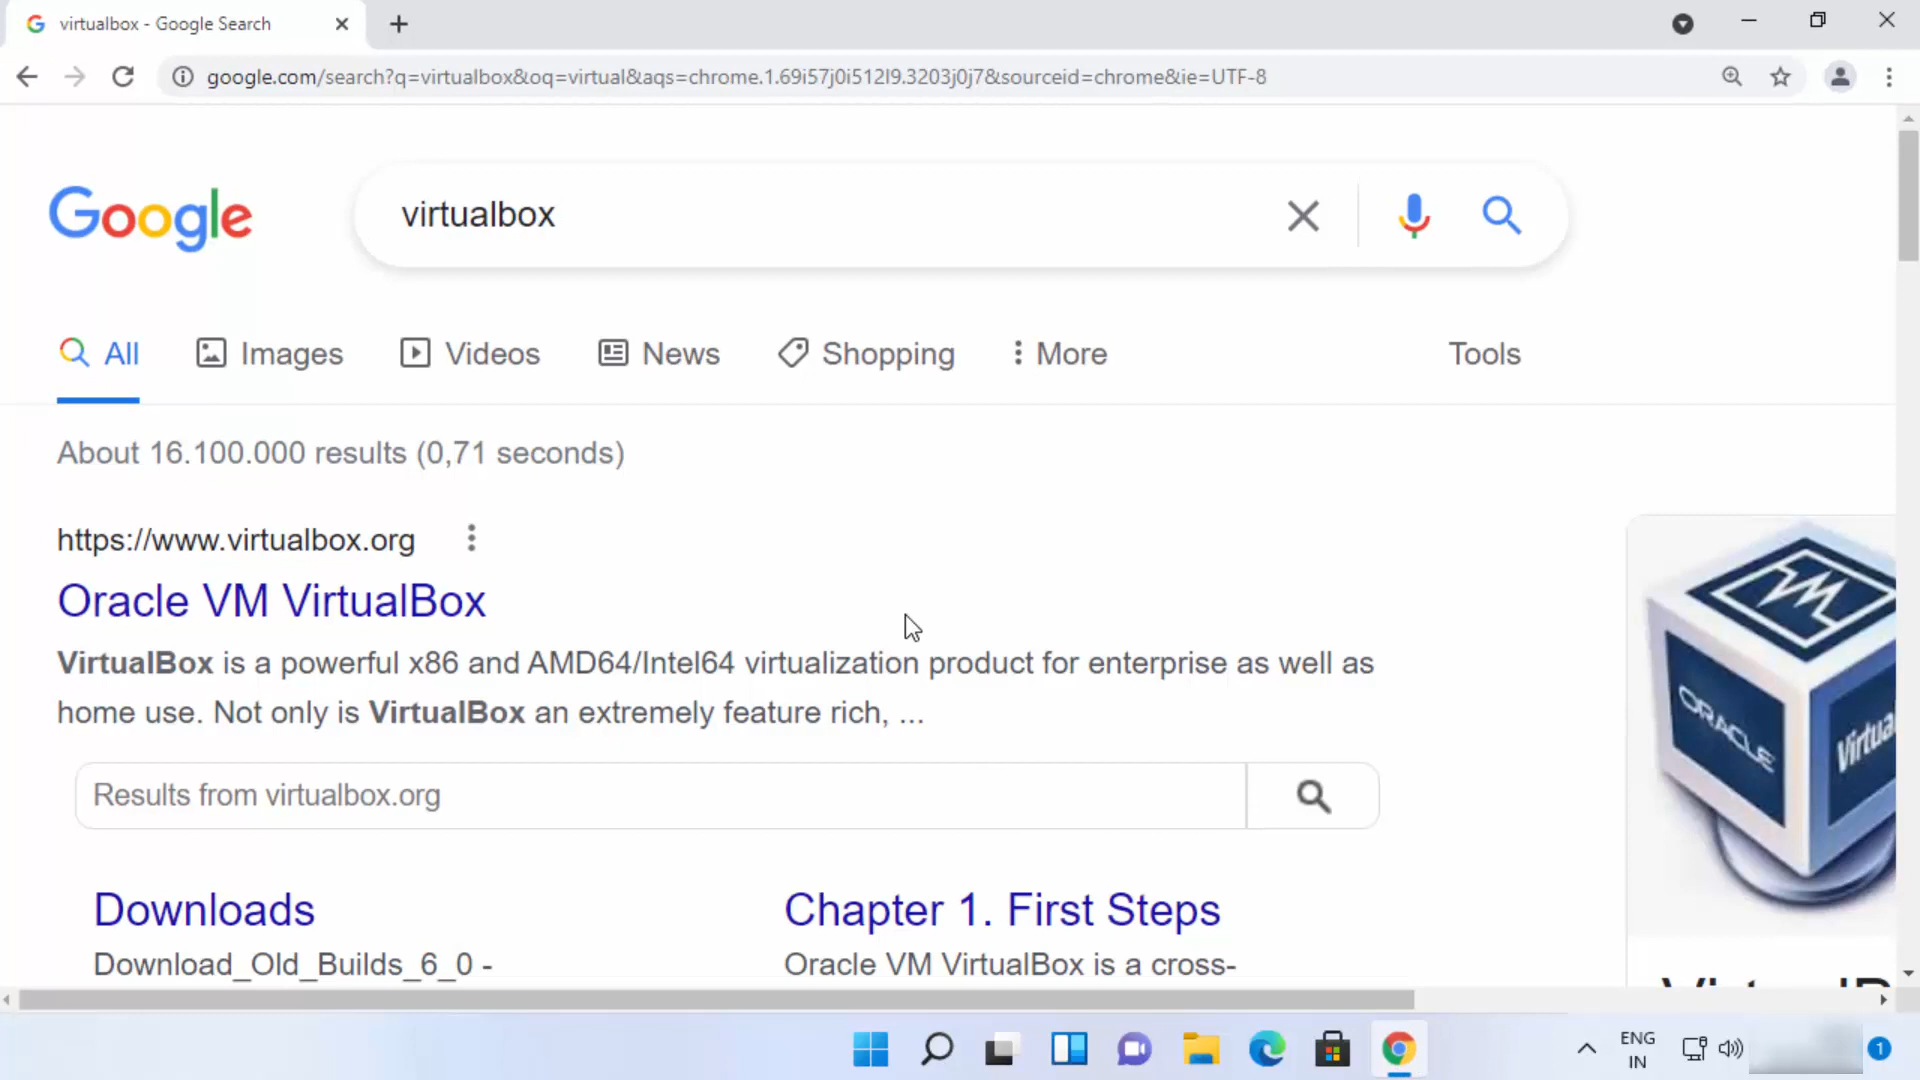 virtualbox - Google Search
google.com/search?q=virtualbox&oq=virtual&aqs=chrome.1.69i57j0i512l9.3203j0j7&sourceid=chrome&ie=UTF-8
Google
virtualbox
All
Images
Videos
News
Shopping
More
Tools
About 16.100.000 results (0,71 seconds)
https://www.virtualbox.org
Oracle VM VirtualBox
VirtualBox is a powerful x86 and AMD64/Intel64 virtualization product for enterprise as well as
home use. Not only is VirtualBox an extremely feature rich, ...
ORACLE
Results from virtualbox.org
Downloads
Download_Old_Builds_6_0 -
Chapter 1. First Steps
Oracle VM VirtualBox is a cross-
ENG
IN
1